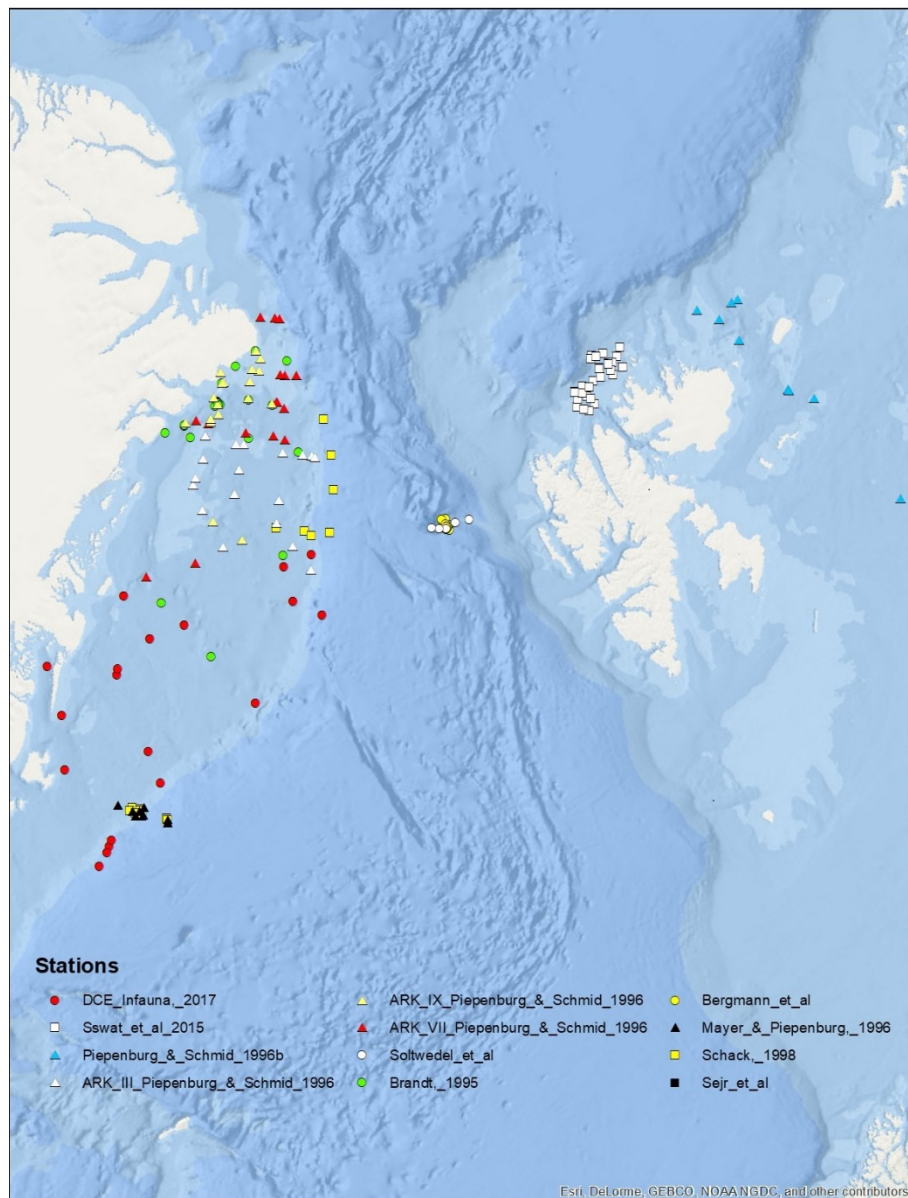 Stations
DCE_Infauna,_2017
Sswat_et_al_2015
Piepenburg_&_Schmid_1996b
ARK_III_Piepenburg_&_Schmid_1996
ARK_IX_Piepenburg_&_Schmid_1996
ARK_VII_Piepenburg_&_Schmid_1996
Soltwedel_et_al
Brandt,_1995
Bergmann_et_al
Mayer_&_Piepenburg,_1996
Schack,_1998
Sejr_et_al
Esri, DeLorme, GEBCO, NOAA NGDC, and other contributors